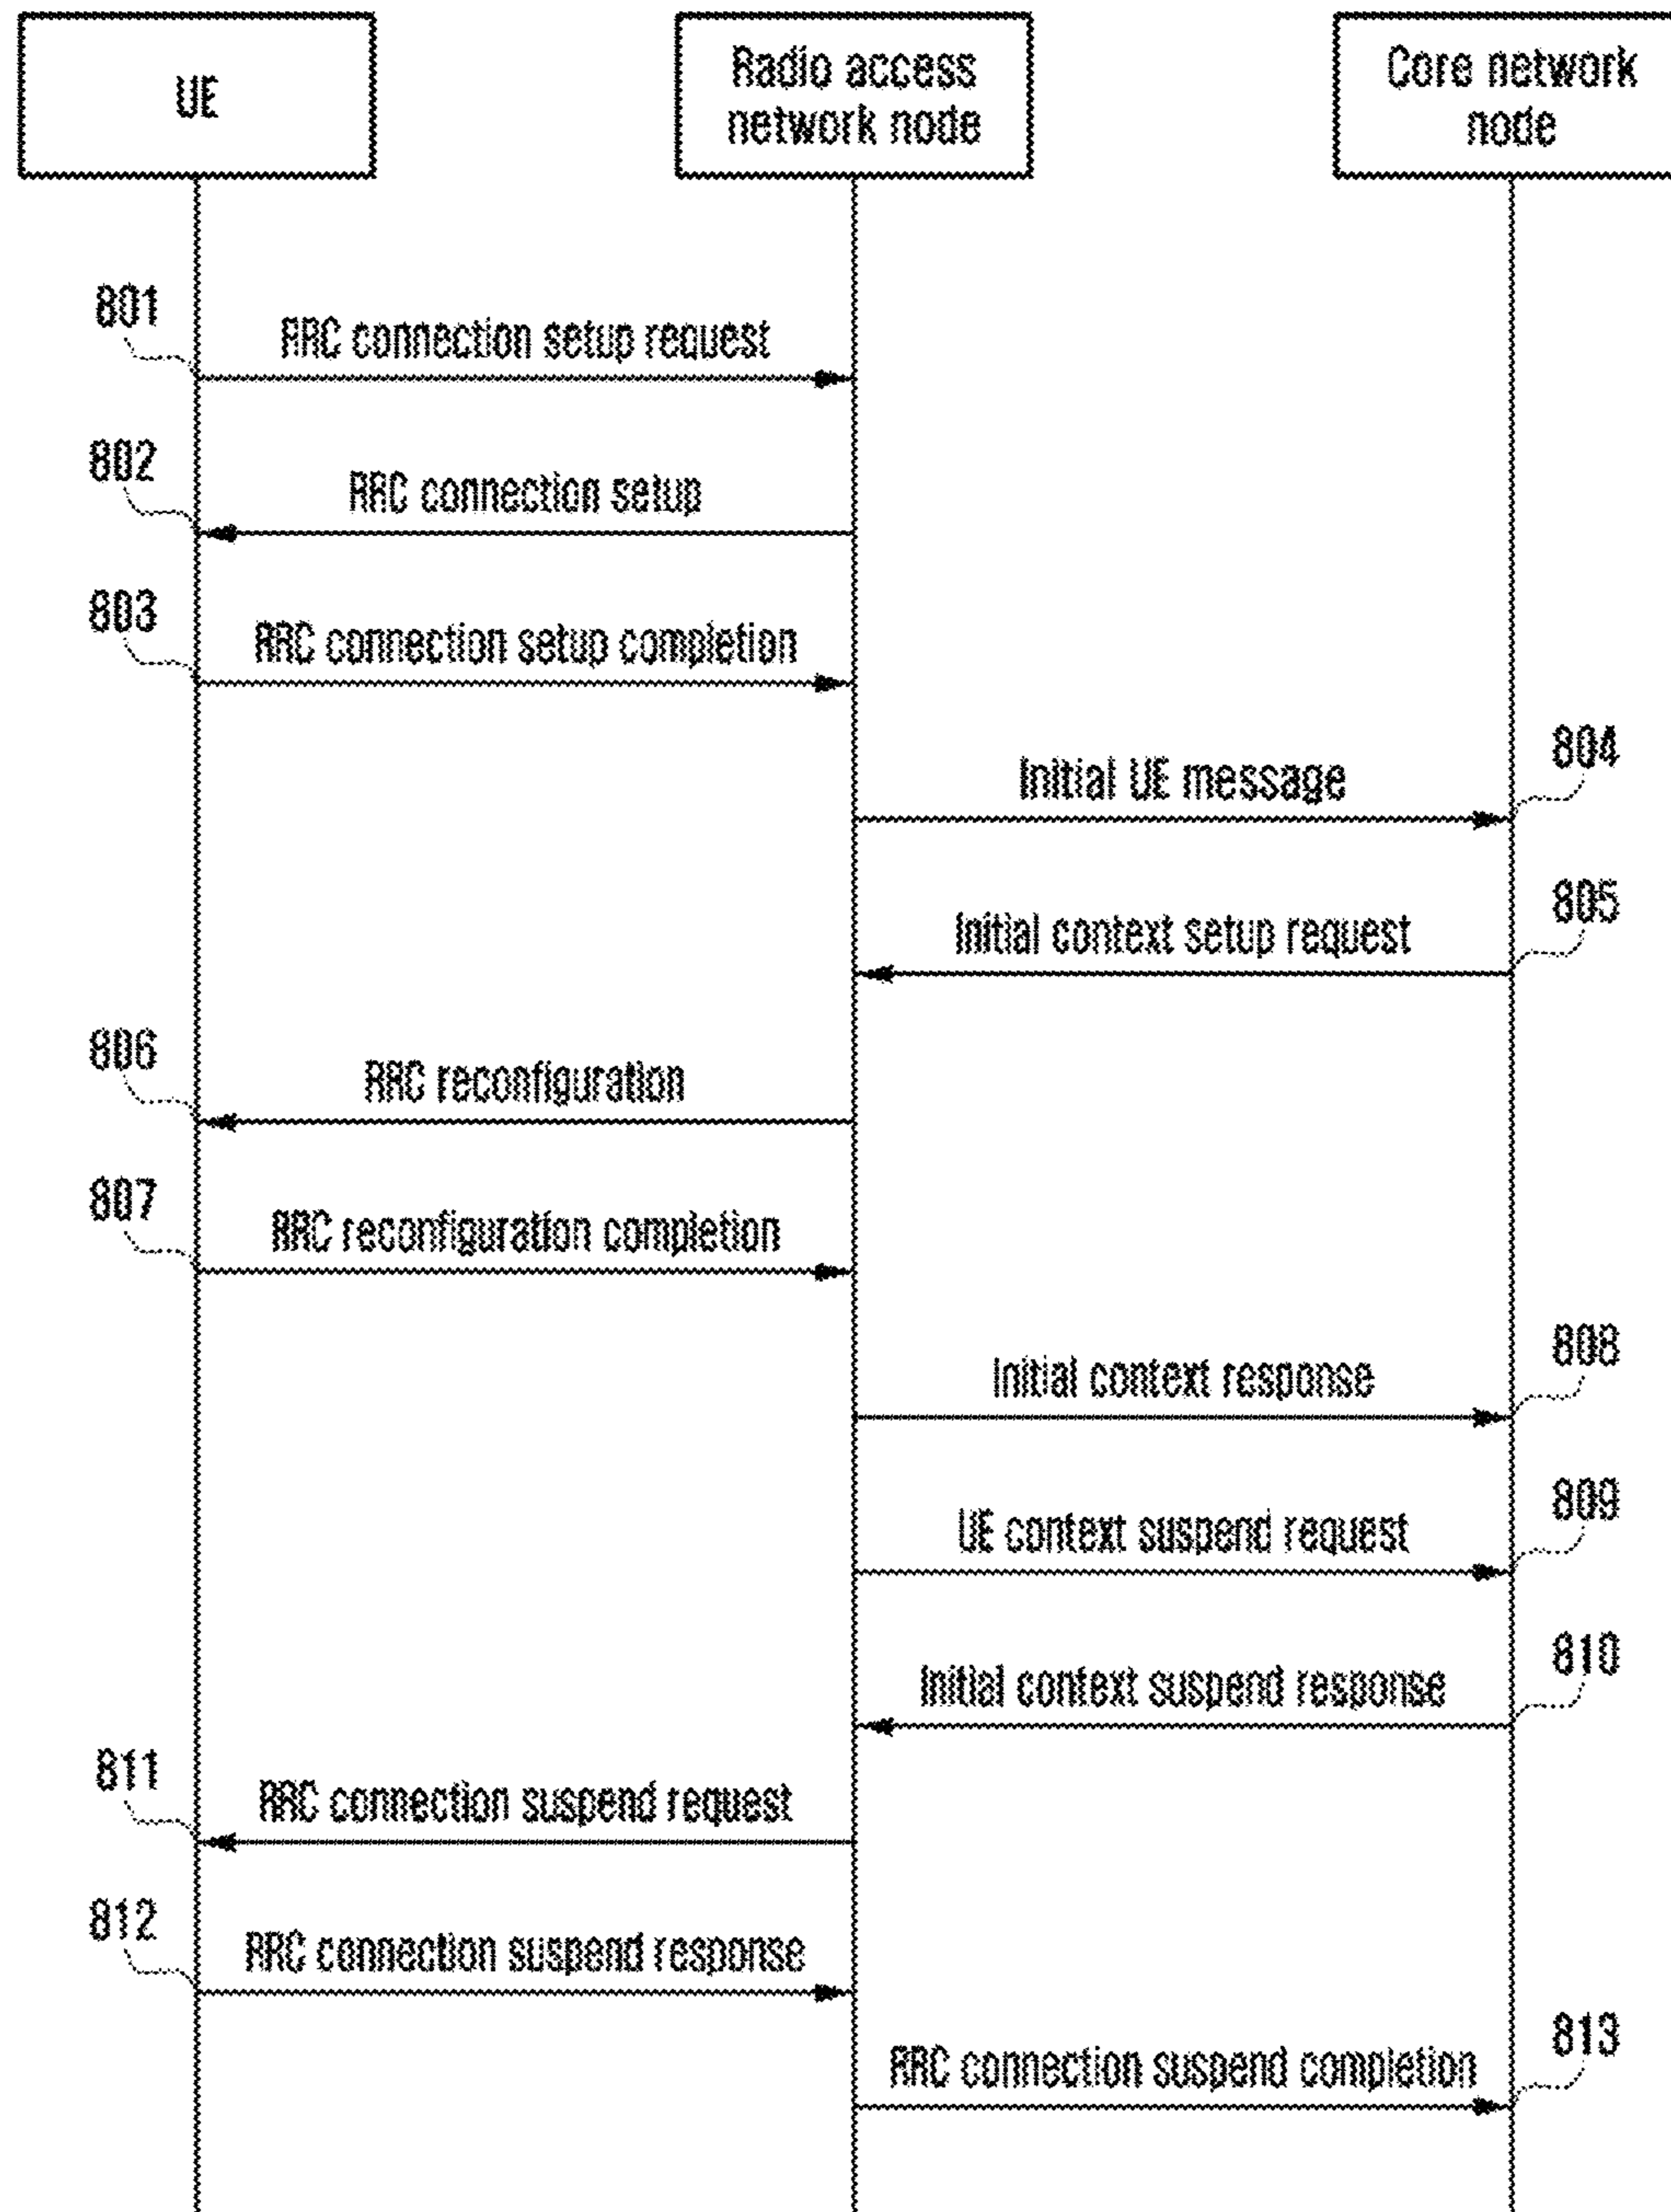 UE
Radio access
network node
Core network
node
801
RRC connection setup request
802
RRC connection setup
803
RRC connection setup completion
804
Initial UE message
805
Initial context setup request
806
RRC reconfiguration
807
RRC reconfiguration completion
808
Initial context response
809
UE context suspend request
810
Initial context suspend response
811
RRC connection suspend request
812
RRC connection suspend response
813
RRC connection suspend completion